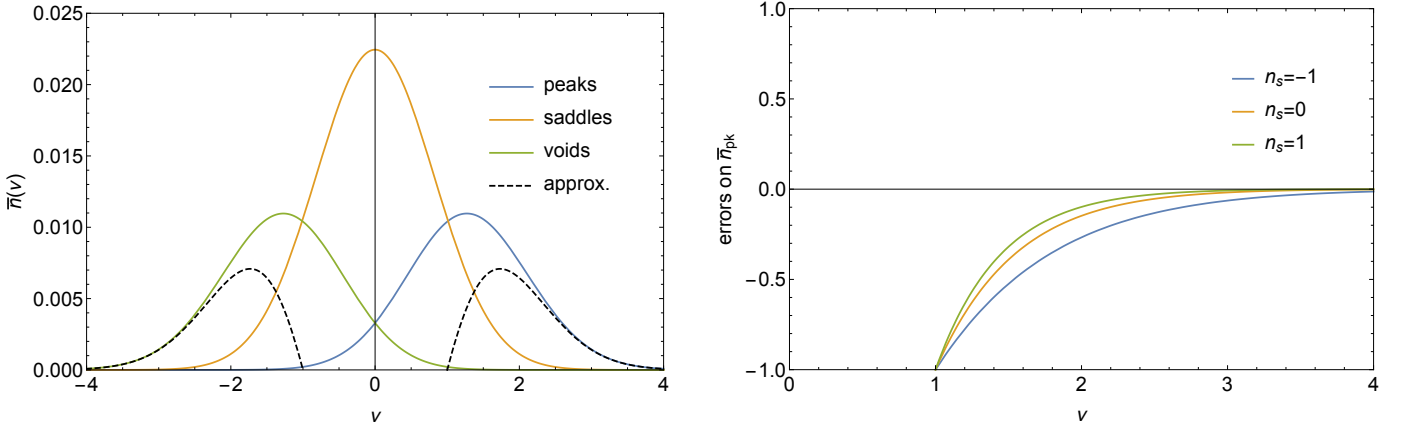 0.025
0.020
0.015
0.010
0.005
0.000
n̅(ν)
-4
-2
0
2
4
ν
peaks
saddles
voids
approx.
1.0
0.5
0.0
-0.5
-1.0
errors on n̅pk
0
1
2
3
4
ν
ns=-1
ns=0
ns=1